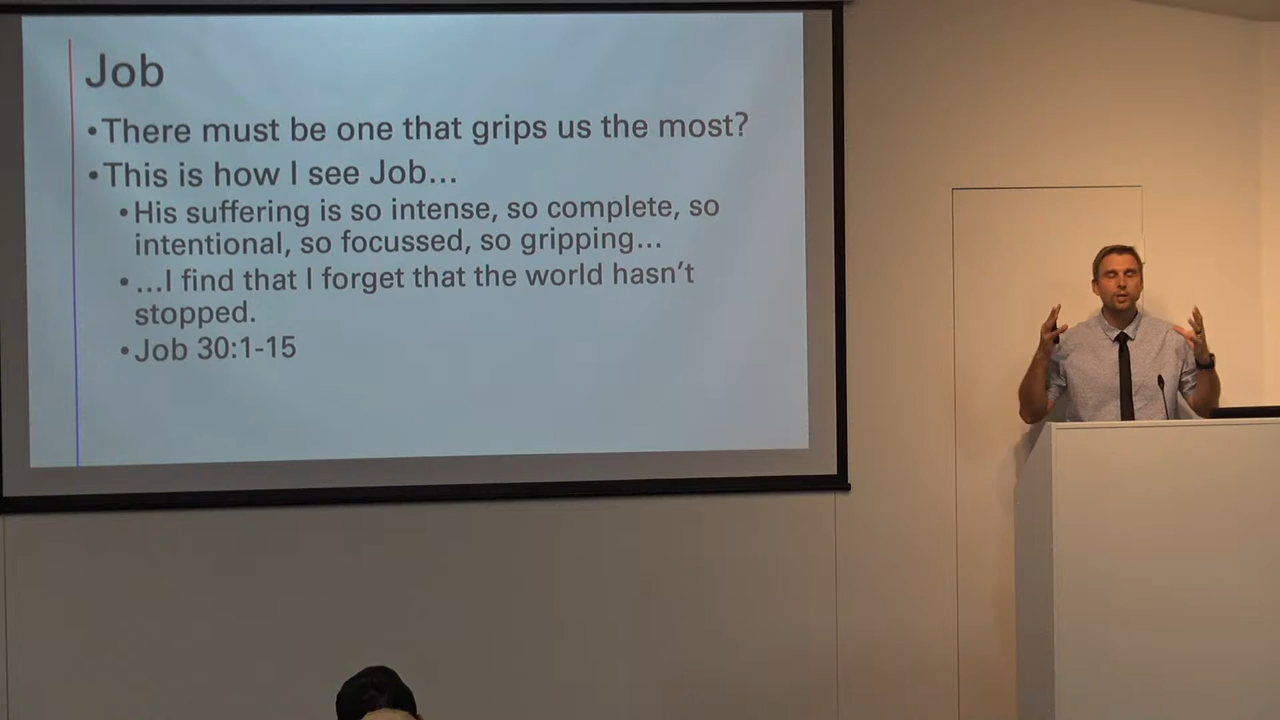 Job
•There must be one that grips us the most?
•This is how I see Job...
•His suffering is so intense, so complete, so
intentional, so focussed, so gripping...
•...I find that I forget that the world hasn't
stopped.
•Job 30:1-15